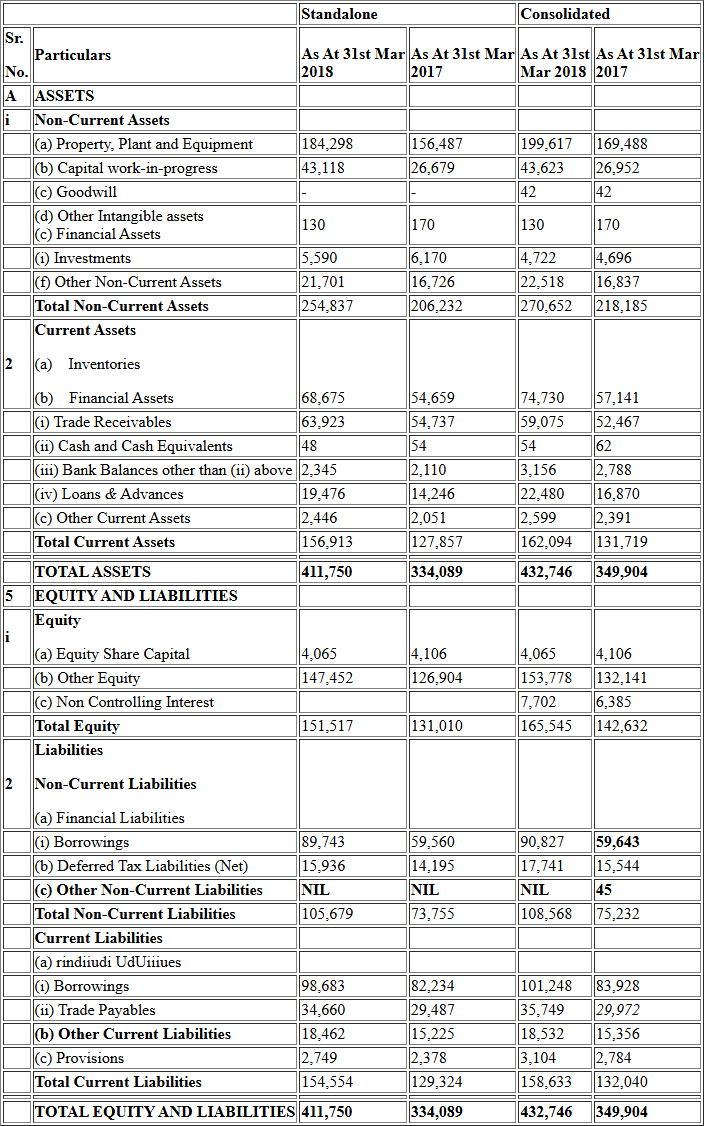 Standalone Consolidated
Sr. No. Particulars As At 31st Mar 2018 As At 31st Mar 2017 As At 31st Mar 2018 As At 31st Mar 2017
A ASSETS
i Non-Current Assets
(a) Property, Plant and Equipment 184,298 156,487 199,617 169,488
(b) Capital work-in-progress 43,118 26,679 43,623 26,952
(c) Goodwill - - 42 42
(d) Other Intangible assets
(c) Financial Assets 130 170 130 170
(i) Investments 5,590 6,170 4,722 4,696
(f) Other Non-Current Assets 21,701 16,726 22,518 16,837
Total Non-Current Assets 254,837 206,232 270,652 218,185
Current Assets
2 (a) Inventories
(b) Financial Assets 68,675 54,659 74,730 57,141
(i) Trade Receivables 63,923 54,737 59,075 52,467
(ii) Cash and Cash Equivalents 48 54 54 62
(iii) Bank Balances other than (ii) above 2,345 2,110 3,156 2,788
(iv) Loans & Advances 19,476 14,246 22,480 16,870
(c) Other Current Assets 2,446 2,051 2,599 2,391
Total Current Assets 156,913 127,857 162,094 131,719
TOTAL ASSETS 411,750 334,089 432,746 349,904
5 EQUITY AND LIABILITIES
i Equity
(a) Equity Share Capital 4,065 4,106 4,065 4,106
(b) Other Equity 147,452 126,904 153,778 132,141
(c) Non Controlling Interest 7,702 6,385
Total Equity 151,517 131,010 165,545 142,632
Liabilities
2 Non-Current Liabilities
(a) Financial Liabilities
(i) Borrowings 89,743 59,560 90,827 59,643
(b) Deferred Tax Liabilities (Net) 15,936 14,195 17,741 15,544
(c) Other Non-Current Liabilities NIL NIL NIL 45
Total Non-Current Liabilities 105,679 73,755 108,568 75,232
Current Liabilities
(a) rindiiudi UdUiiiues
(i) Borrowings 98,683 82,234 101,248 83,928
(ii) Trade Payables 34,660 29,487 35,749 29,972
(b) Other Current Liabilities 18,462 15,225 18,532 15,356
(c) Provisions 2,749 2,378 3,104 2,784
Total Current Liabilities 154,554 129,324 158,633 132,040
TOTAL EQUITY AND LIABILITIES 411,750 334,089 432,746 349,904